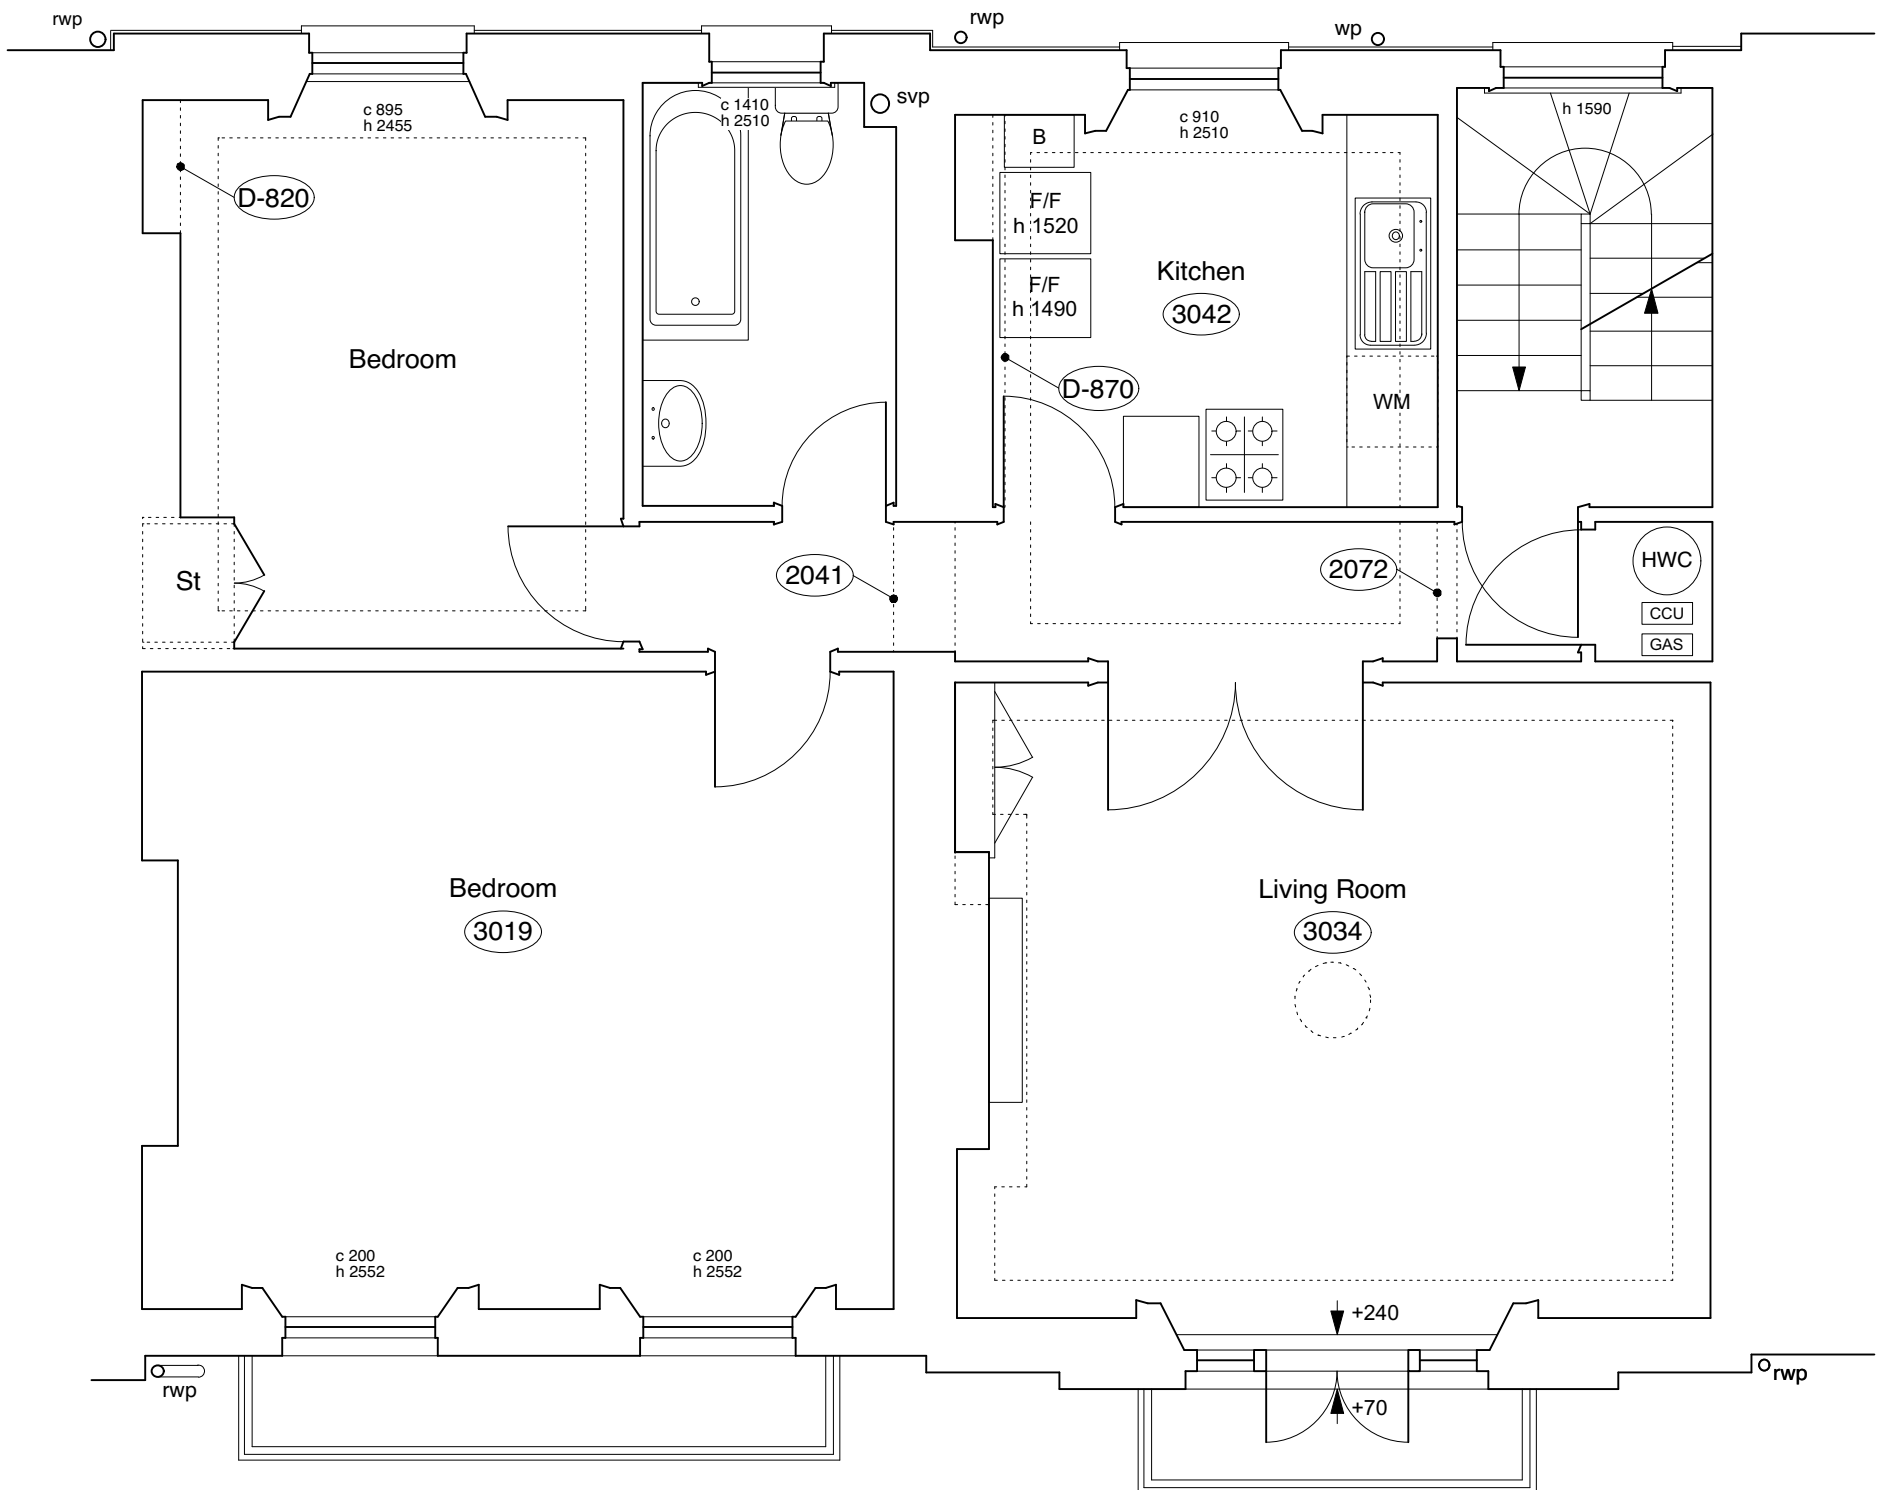 rwp
rwp
wp
c 895
h 2455
c 1410
h 2510
svp
c 910
h 2510
h 1590
B
D-820
F/F
h 1520
Kitchen
3042
F/F
h 1490
Bedroom
D-870
WM
St
2041
2072
HWC
CCU
GAS
Bedroom
3019
Living Room
3034
c 200
h 2552
c 200
h 2552
+240
rwp
rwp
+70